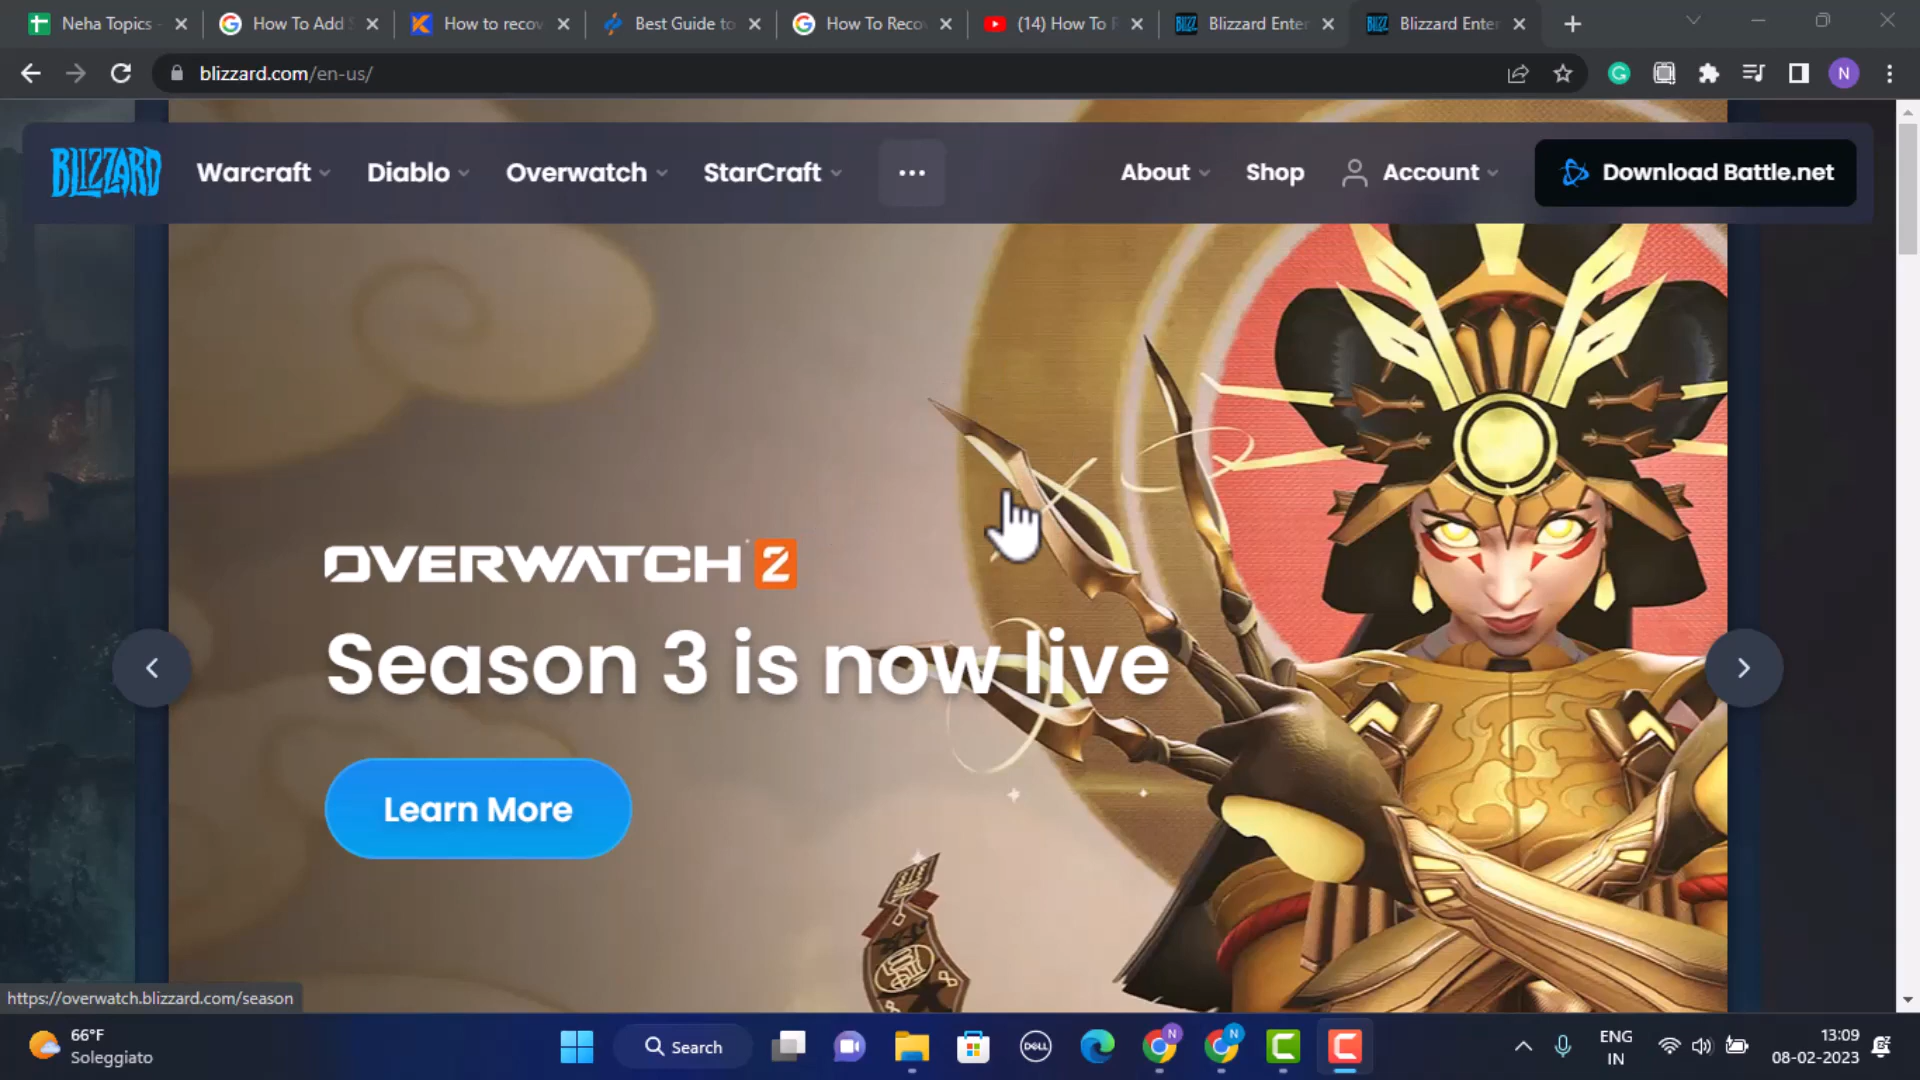 Neha Topics -
How To Add S
How to recov
Best Guide to
How To Reco
(14) How To R
Blizzard Enter
Blizzard Enter
blizzard.com/en-us/
N
BLIZZARD
Warcraft
Diablo
Overwatch
StarCraft
...
About
Shop
Account
Download Battle.net
OVERWATCH 2
Season 3 is now live
Learn More
https://overwatch.blizzard.com/season
66°F
Soleggiato
Search
DELL
N
N
ENG
IN
13:09
08-02-2023